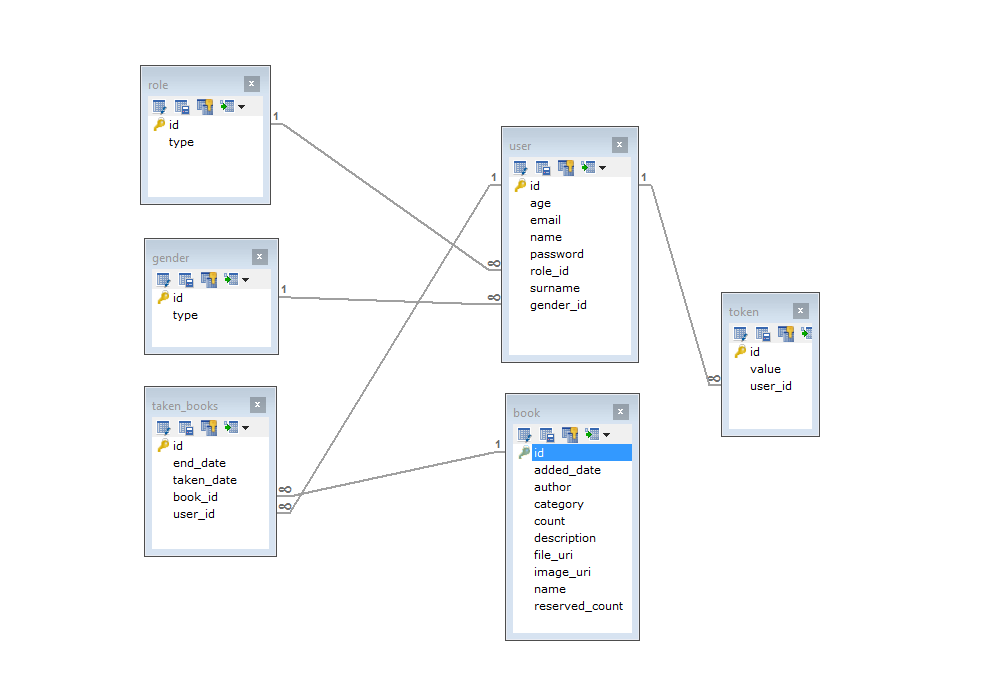 role
id
type
1
gender
id
type
1
taken_books
id
end_date
taken_date
book_id
user_id
∞
∞
user
1
1
id
age
email
name
password
role_id
surname
gender_id
∞
∞
book
1
id
added_date
author
category
count
description
file_uri
image_uri
name
reserved_count
token
id
value
user_id
∞